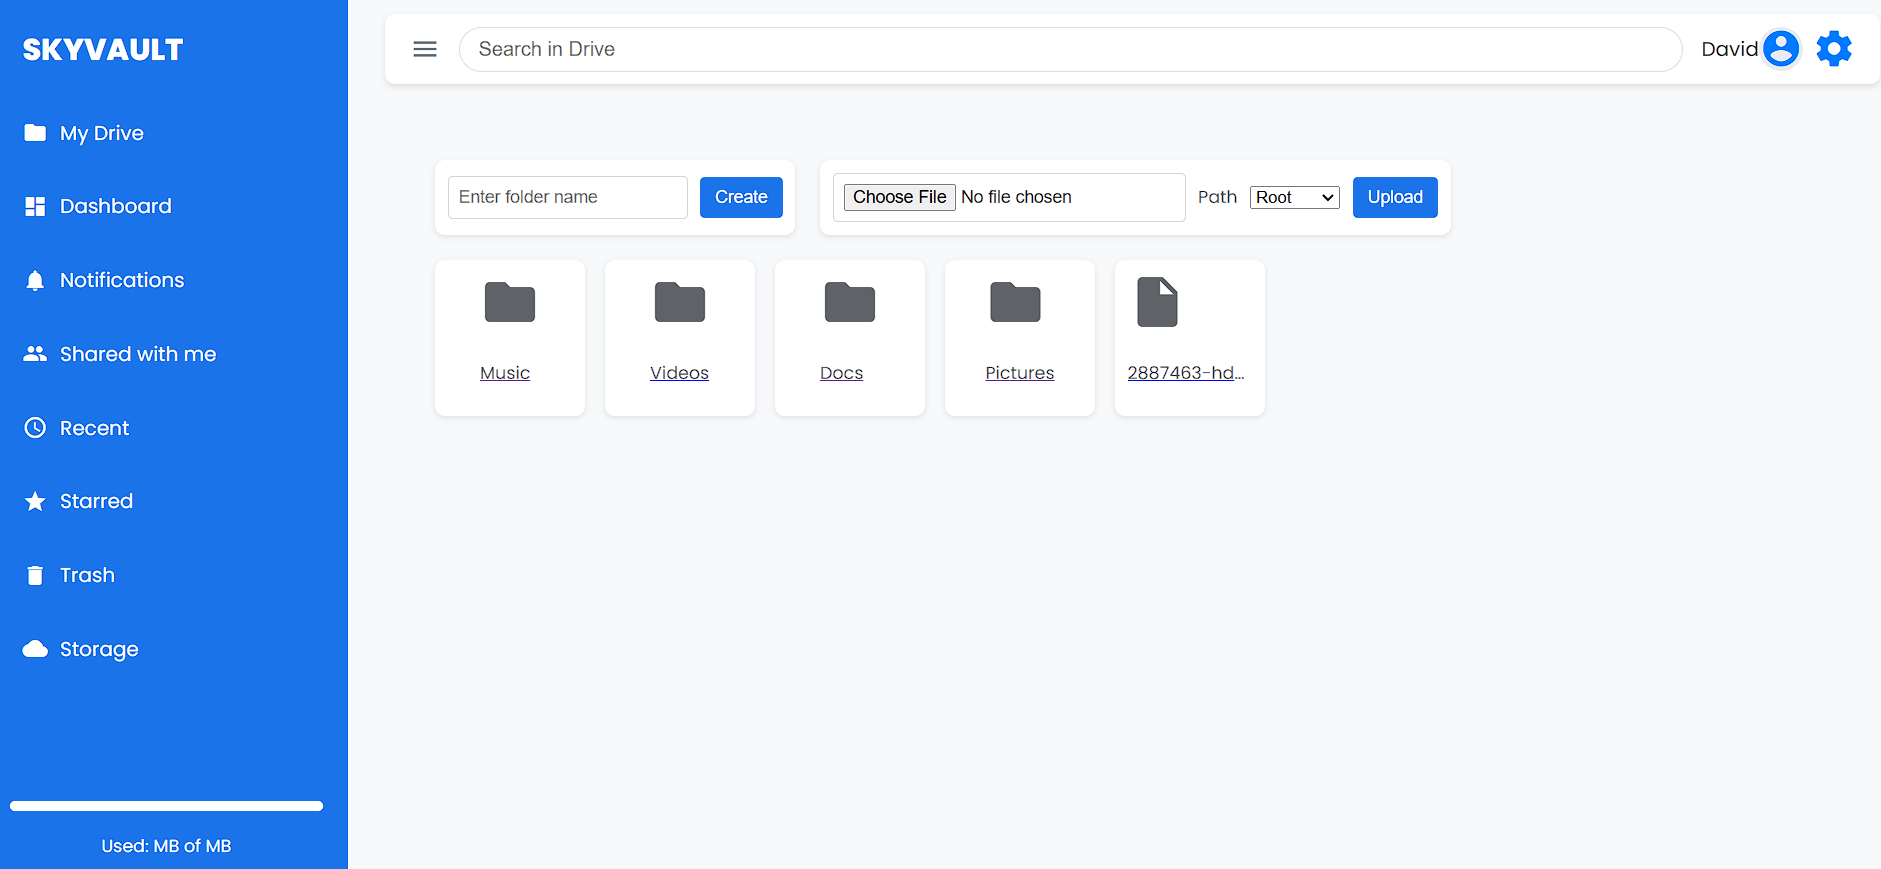 SKYVAULT
My Drive
Dashboard
Notifications
Shared with me
Recent
Starred
Trash
Storage
Used: MB of MB
Search in Drive
David
Enter folder name
Create
Choose File No file chosen
Path
Root
Upload
Music
Videos
Docs
Pictures
2887463-hd...